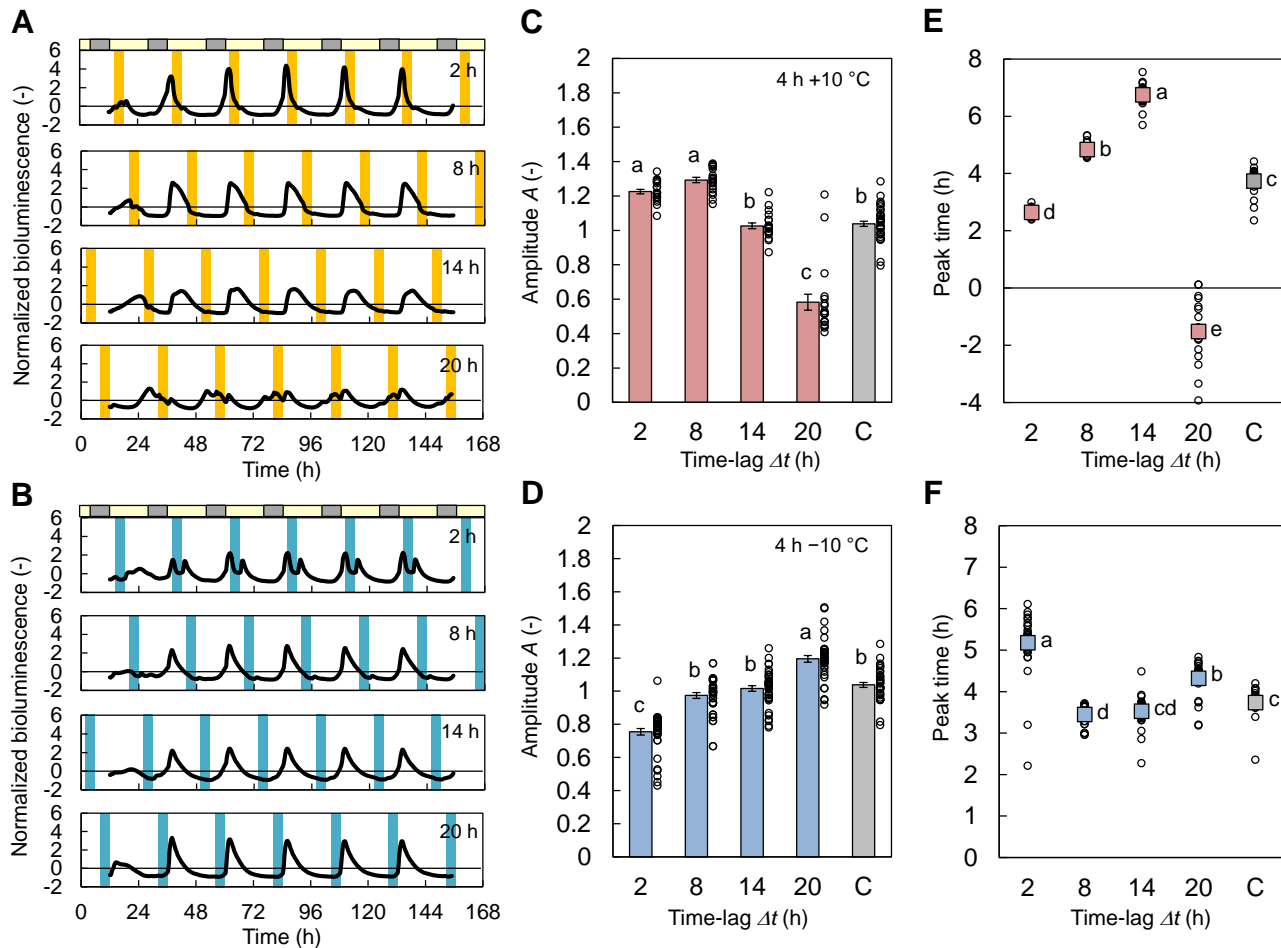 A
Normalized bioluminescence (-)
6
4
2
0
-2
2 h
6
4
2
0
-2
8 h
6
4
2
0
-2
14 h
6
4
2
0
-2
20 h
0 24 48 72 96 120 144 168
Time (h)
B
Normalized bioluminescence (-)
6
4
2
0
-2
2 h
6
4
2
0
-2
8 h
6
4
2
0
-2
14 h
6
4
2
0
-2
20 h
0 24 48 72 96 120 144 168
Time (h)
C
Amplitude A (-)
2
1.8
1.6
1.4
1.2
1
0.8
0.6
0.4
0.2
0
4 h +10 °C
a a b c b
2 8 14 20 C
Time-lag Δt (h)
D
Amplitude A (-)
2
1.8
1.6
1.4
1.2
1
0.8
0.6
0.4
0.2
0
4 h −10 °C
c b b a b
2 8 14 20 C
Time-lag Δt (h)
E
Peak time (h)
8
6
4
2
0
-2
-4
d b a e c
2 8 14 20 C
Time-lag Δt (h)
F
Peak time (h)
8
7
6
5
4
3
2
1
0
a d cd b c
2 8 14 20 C
Time-lag Δt (h)